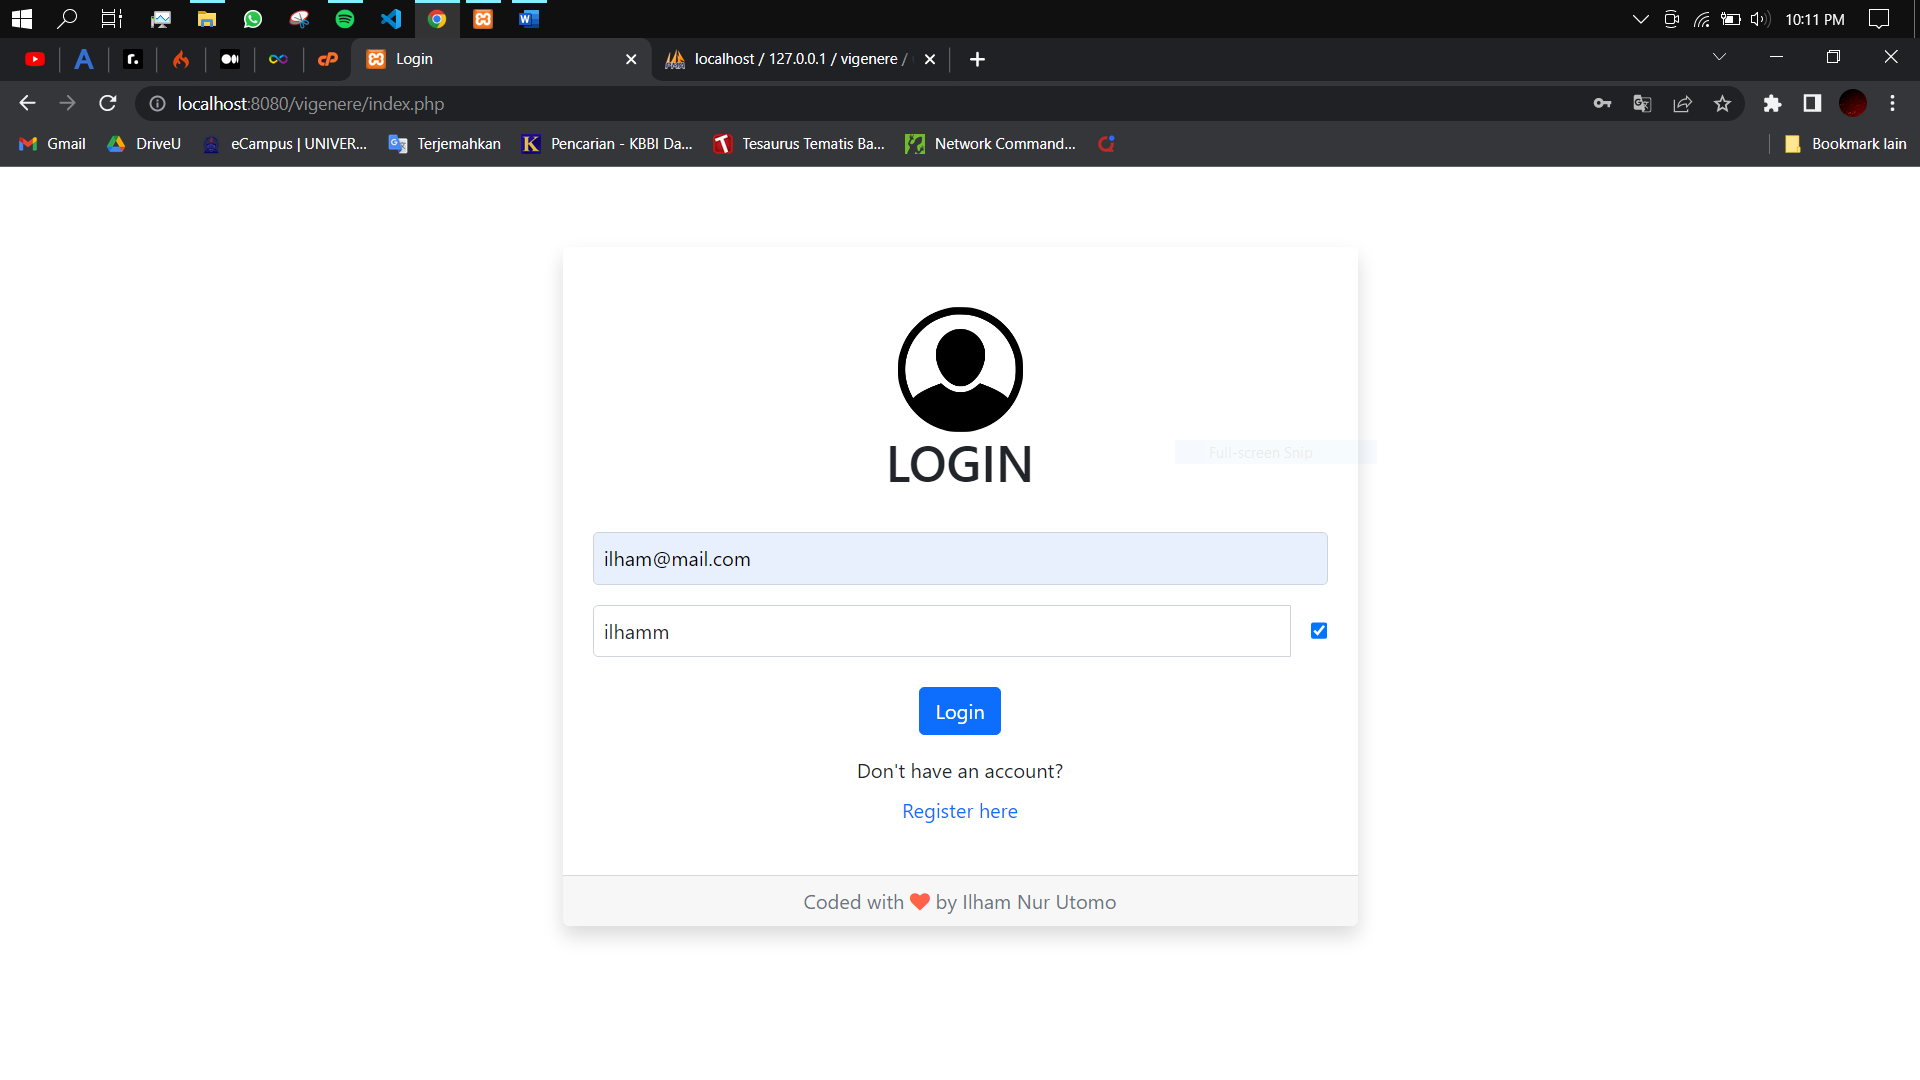 10:11 PM
Login
localhost / 127.0.0.1 / vigenere /
localhost:8080/vigenere/index.php
Gmail
DriveU
eCampus | UNIVER...
Terjemahkan
Pencarian - KBBI Da...
Tesaurus Tematis Ba...
Network Command...
Bookmark lain
LOGIN
Full-screen Snip
ilham@mail.com
ilhamm
Login
Don't have an account?
Register here
Coded with ❤ by Ilham Nur Utomo